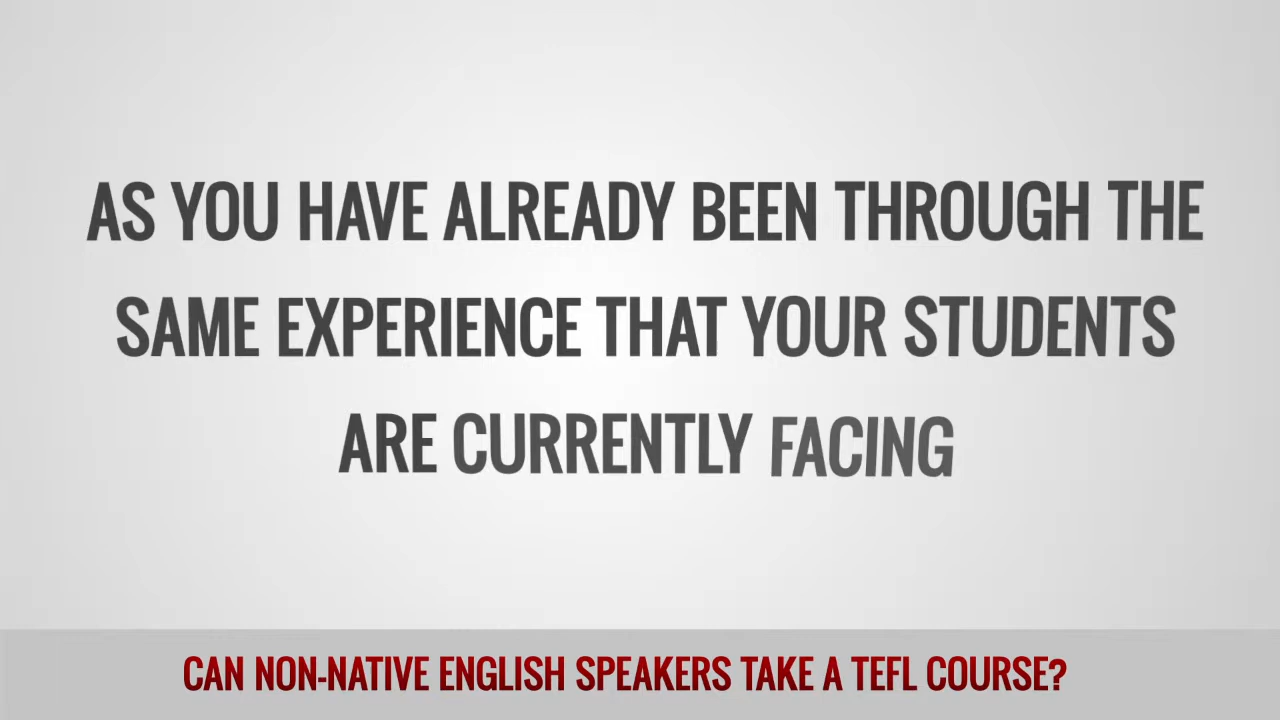 AS YOU HAVE ALREADY BEEN THROUGH THE
SAME EXPERIENCE THAT YOUR STUDENTS
ARE CURRENTLY FACING
CAN NON-NATIVE ENGLISH SPEAKERS TAKE A TEFL COURSE?